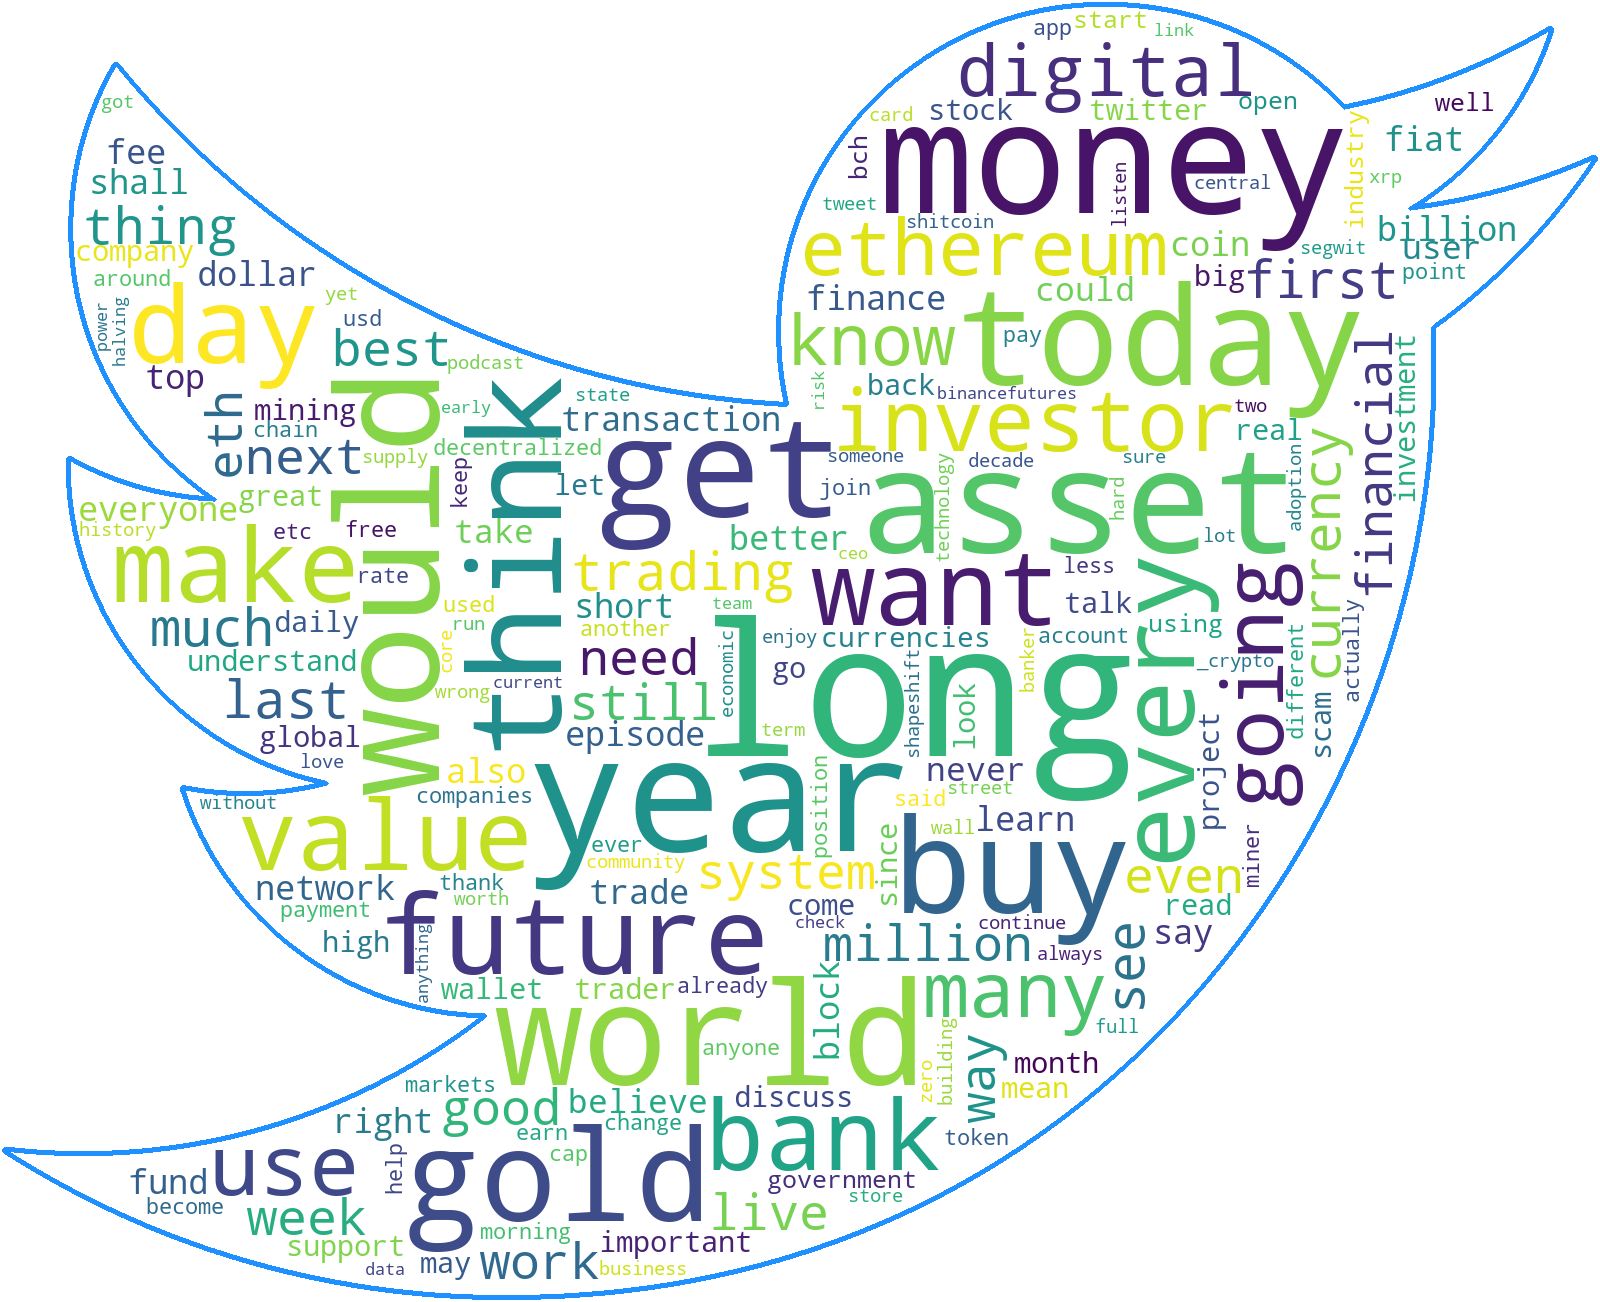 app start link
digital
got
well
card stock twitter open
fee
money
fiat
bch
industry
listen
central
xrp
shall
tweet
thing
shitcoin
billion
company
ethereum
coin
segwit
user
around
dollar
big
first
point
yet
finance
could
power
halving
day
usd
today
know
pay
best
podcast
financial
investment
top
risk
back
binancefutures
would
think
state
eth
mining
early
transaction
investor
two
real
currency
chain
decentralized
get
next
supply
keep
someone
decade
sure
let
join
asset
technology
hard
adoption
everyone
great
history
etc
free
take
better
ceo
lot
make
rate
trading
want
less
every
going
used
short
team
talk
much
daily
run
another
enjoy
currencies
account
using
different
actually
understand
core
need
economic
go
long
banker
_crypto
wrong
current
shapeshift
look
last
still
scam
global
episode
term
project
love
also
year
position
never
street
without
companies
said
value
ever
wall
learn
miner
community
system
since
buy
even
network
thank
trade
worth
come
read
payment
future
check
continue
say
high
anything
million
always
see
wallet
trader
already
block
many
world
anyone
full
zero
building
way
month
markets
mean
good
believe
discuss
right
earn
change
bank
token
help
cap
fund
use
gold
government
become
store
week
live
morning
support
important
data
may
work
business